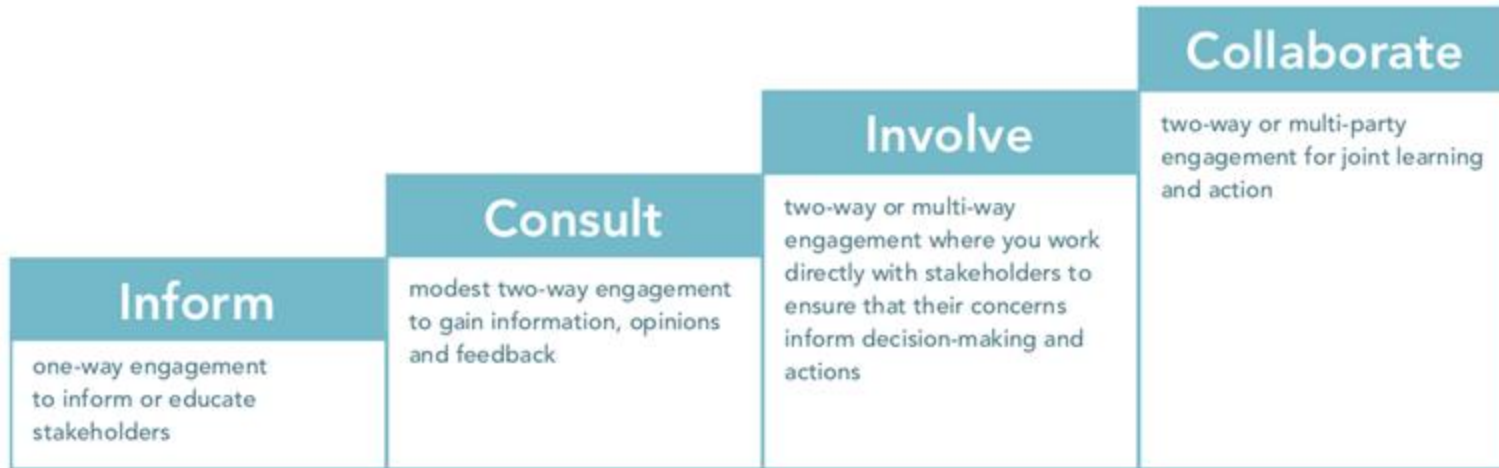 Inform
one-way engagement
to inform or educate
stakeholders
Consult
modest two-way engagement
to gain information, opinions
and feedback
Involve
two-way or multi-way
engagement where you work
directly with stakeholders to
ensure that their concerns
inform decision-making and
actions
Collaborate
two-way or multi-party
engagement for joint learning
and action